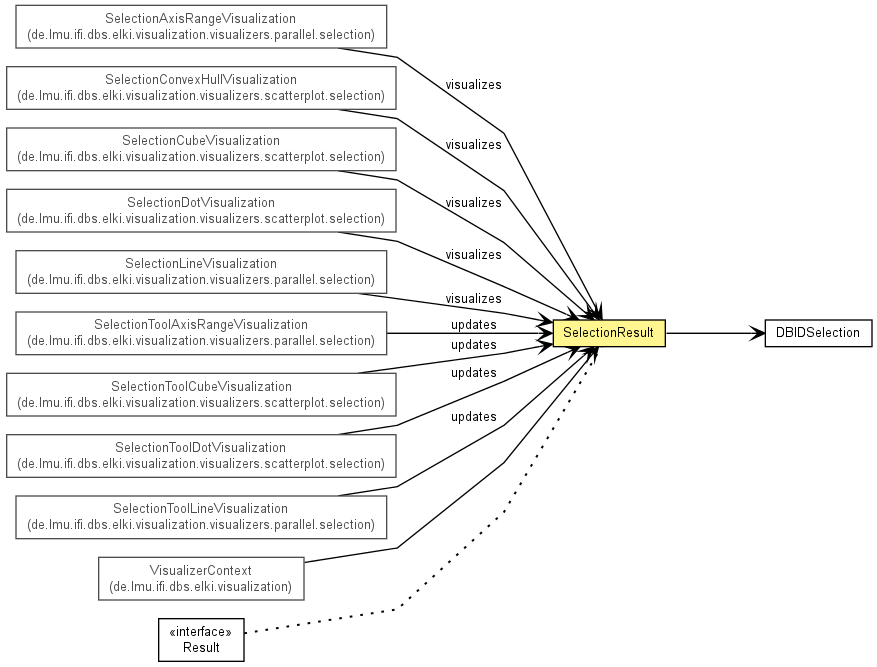 SelectionAxisRangeVisualization
(de.lmu.ifi.dbs.elki.visualization.visualizers.parallel.selection)
visualizes
SelectionConvexHullVisualization
(de.lmu.ifi.dbs.elki.visualization.visualizers.scatterplot.selection)
visualizes
SelectionCubeVisualization
(de.lmu.ifi.dbs.elki.visualization.visualizers.scatterplot.selection)
visualizes
SelectionDotVisualization
(de.lmu.ifi.dbs.elki.visualization.visualizers.scatterplot.selection)
visualizes
SelectionLineVisualization
(de.lmu.ifi.dbs.elki.visualization.visualizers.parallel.selection)
visualizes
SelectionToolAxisRangeVisualization
(de.lmu.ifi.dbs.elki.visualization.visualizers.parallel.selection)
updates
SelectionResult
DBIDSelection
updates
SelectionToolCubeVisualization
(de.lmu.ifi.dbs.elki.visualization.visualizers.scatterplot.selection)
updates
SelectionToolDotVisualization
(de.lmu.ifi.dbs.elki.visualization.visualizers.scatterplot.selection)
updates
SelectionToolLineVisualization
(de.lmu.ifi.dbs.elki.visualization.visualizers.parallel.selection)
VisualizerContext
(de.lmu.ifi.dbs.elki.visualization)
«interface»
Result